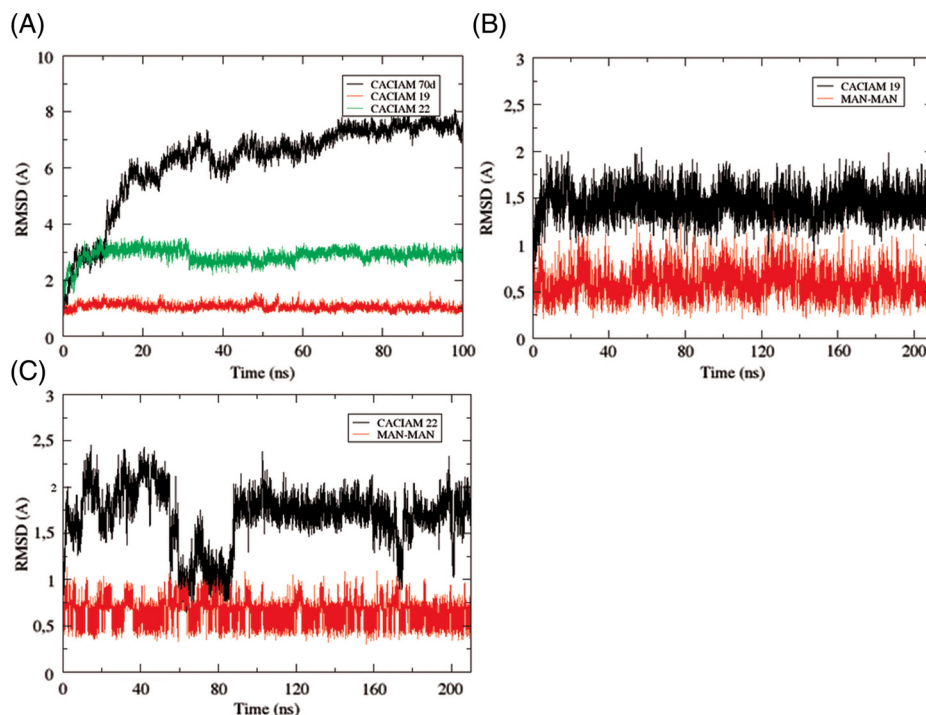 (A)
RMSD (A)
10
8
6
4
2
0
CACIAM 70d
CACIAM 19
CACIAM 22
0 20 40 60 80 100
Time (ns)
(B)
RMSD (A)
3
2,5
2
1,5
1
0,5
0
CACIAM 19
MAN-MAN
0 40 80 120 160 200
Time (ns)
(C)
RMSD (A)
3
2,5
2
1,5
1
0,5
0
CACIAM 22
MAN-MAN
0 40 80 120 160 200
Time (ns)